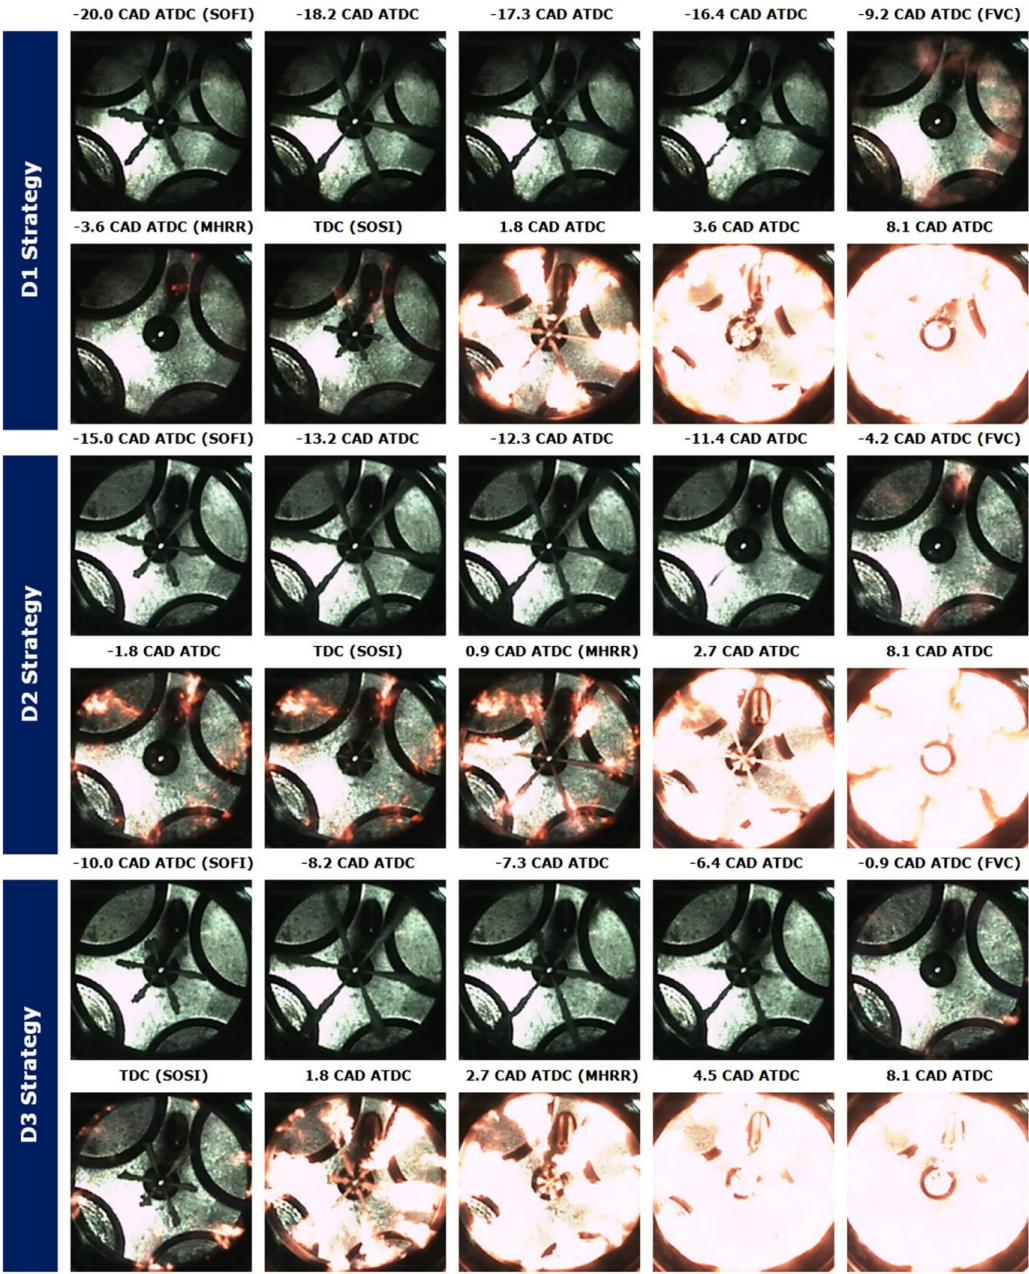 -20.0 CAD ATDC (SOFI) -18.2 CAD ATDC -17.3 CAD ATDC -16.4 CAD ATDC -9.2 CAD ATDC (FVC)
D1 Strategy
-3.6 CAD ATDC (MHRR) TDC (SOSI) 1.8 CAD ATDC 3.6 CAD ATDC 8.1 CAD ATDC
-15.0 CAD ATDC (SOFI) -13.2 CAD ATDC -12.3 CAD ATDC -11.4 CAD ATDC -4.2 CAD ATDC (FVC)
D2 Strategy
-1.8 CAD ATDC TDC (SOSI) 0.9 CAD ATDC (MHRR) 2.7 CAD ATDC 8.1 CAD ATDC
-10.0 CAD ATDC (SOFI) -8.2 CAD ATDC -7.3 CAD ATDC -6.4 CAD ATDC -0.9 CAD ATDC (FVC)
D3 Strategy
TDC (SOSI) 1.8 CAD ATDC 2.7 CAD ATDC (MHRR) 4.5 CAD ATDC 8.1 CAD ATDC